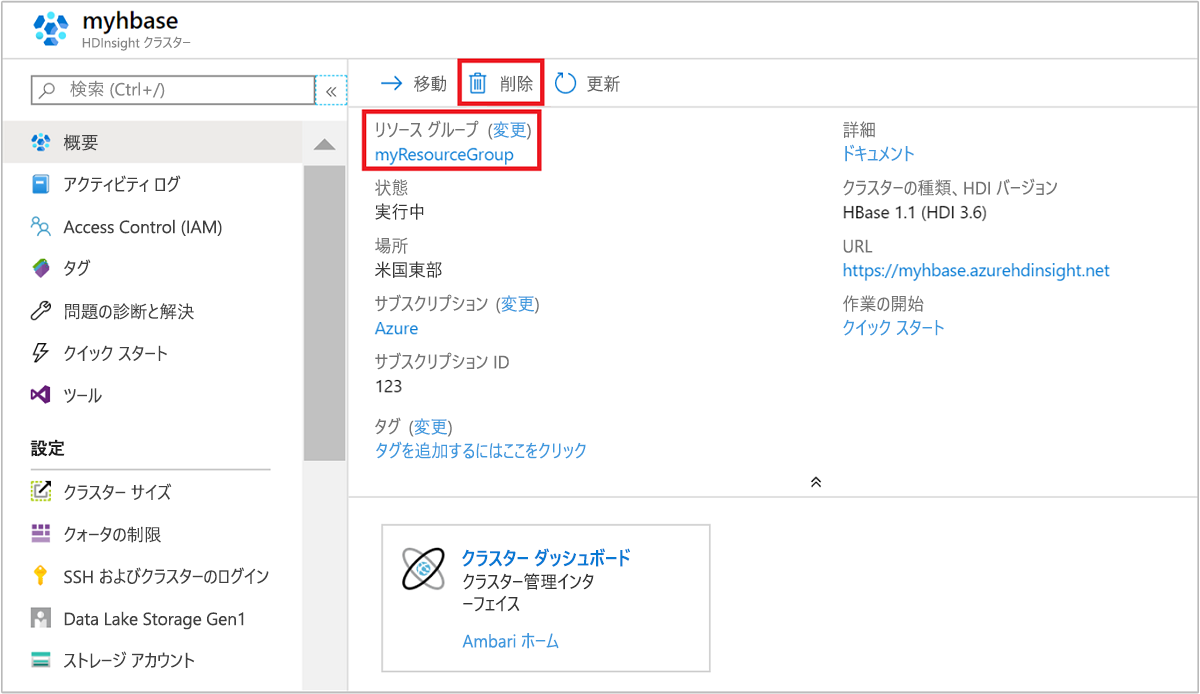 myhbase
HDInsight クラスター
検索 (Ctrl+/)
«
概要
アクティビティ ログ
Access Control (IAM)
タグ
問題の診断と解決
クイック スタート
ツール
設定
クラスター サイズ
クォータの制限
SSH およびクラスターのログイン
Data Lake Storage Gen1
ストレージ アカウント
移動 削除 更新
リソース グループ (変更)
myResourceGroup
状態
実行中
場所
米国東部
サブスクリプション (変更)
Azure
サブスクリプション ID
123
タグ (変更)
タグを追加するにはここをクリック
詳細
ドキュメント
クラスターの種類、HDI バージョン
HBase 1.1 (HDI 3.6)
URL
https://myhbase.azurehdinsight.net
作業の開始
クイック スタート
クラスター ダッシュボード
クラスター管理インタ
ーフェイス
Ambari ホーム